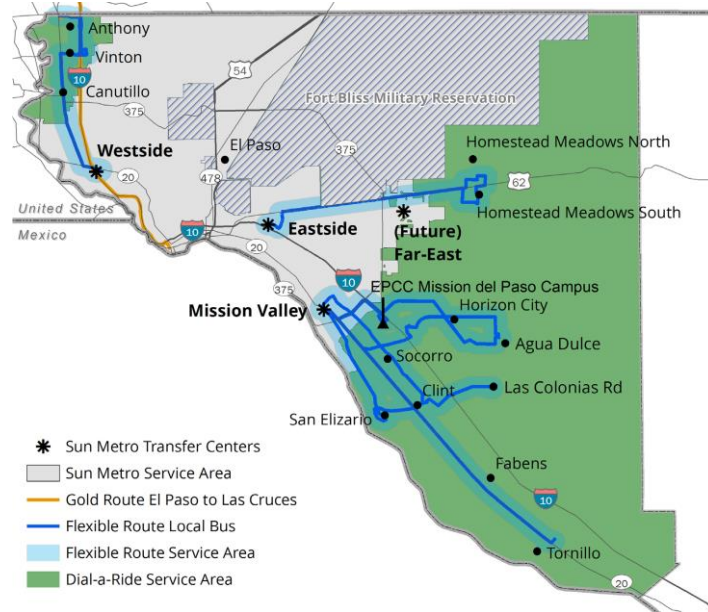 Anthony
Vinton
10
Canutillo
54
Fort Bliss Military Reservation
375
375
El Paso
Homestead Meadows North
Westside
20
478
62
United States
Mexico
10
Eastside
Homestead Meadows South
(Future)
Far-East
20
375
10
EPCC Mission del Paso Campus
Mission Valley
Horizon City
Agua Dulce
Socorro
Clint
Las Colonias Rd
San Elizario
Sun Metro Transfer Centers
Sun Metro Service Area
Fabens
Gold Route El Paso to Las Cruces
10
Flexible Route Local Bus
Flexible Route Service Area
Tornillo
Dial-a-Ride Service Area
20